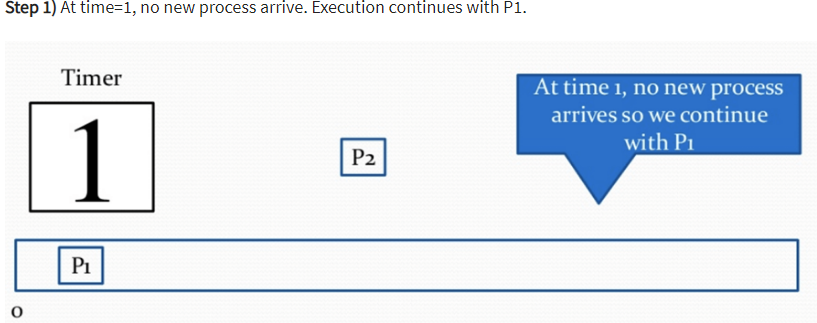 Step 1) At time=1, no new process arrive. Execution continues with P1.
Timer
1
P2
At time 1, no new process
arrives so we continue
with P1
P1
0